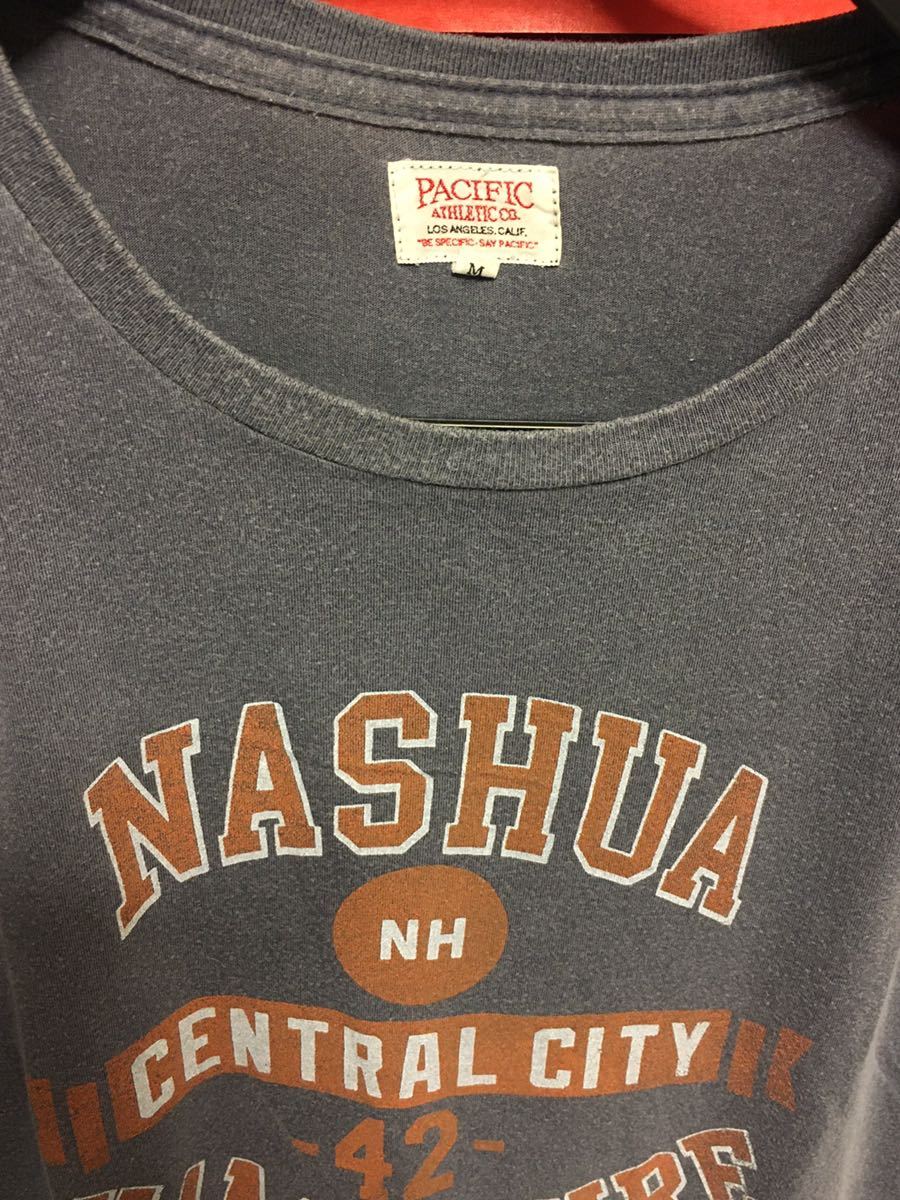 PACIFIC
ATHLETIC CO.
LOS ANGELES, CALIF.
"BE SPECIFIC-SAY PACIFIC"
M
NASHUA
NH
CENTRAL CITY
-42-